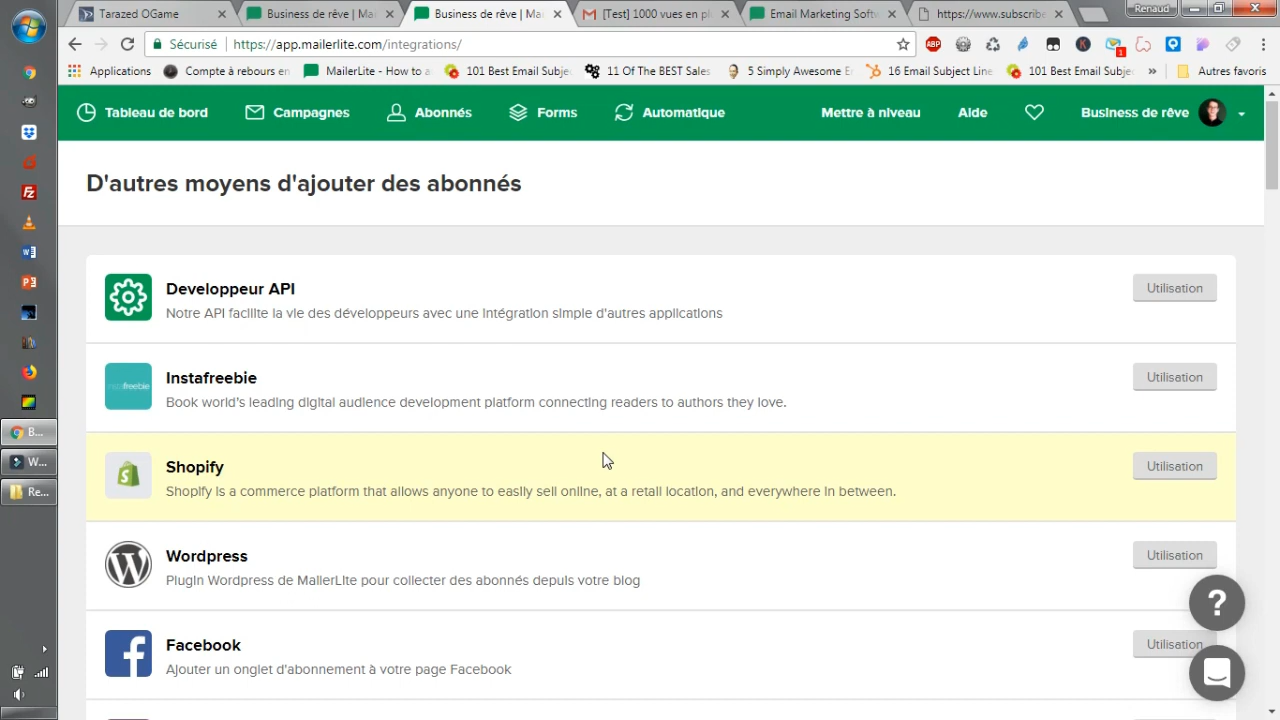 Tarazed OGame
Business de rêve | Ma
Business de rêve | Ma
[Test] 1000 vues en pl
Email Marketing Softw
https://www.subscribe
Renaud
Sécurisé
https://app.mailerlite.com/integrations/
ABP
1
Applications
Compte à rebours en
MailerLite - How to a
101 Best Email Subje
11 Of The BEST Sales
5 Simply Awesome E
16 Email Subject Line
101 Best Email Subje
»
Autres favoris
Tableau de bord
Campagnes
Abonnés
Forms
Automatique
Mettre à niveau
Aide
Business de rêve
D'autres moyens d'ajouter des abonnés
Developpeur API
Utilisation
Notre API facilite la vie des développeurs avec une intégration simple d'autres applications
instafreebie
Instafreebie
Utilisation
Book world's leading digital audience development platform connecting readers to authors they love.
Shopify
Utilisation
Shopify is a commerce platform that allows anyone to easily sell online, at a retail location, and everywhere in between.
Wordpress
Utilisation
Plugin Wordpress de MailerLite pour collecter des abonnés depuis votre blog
?
Facebook
Utilisation
Ajouter un onglet d'abonnement à votre page Facebook
B...
W...
Re...